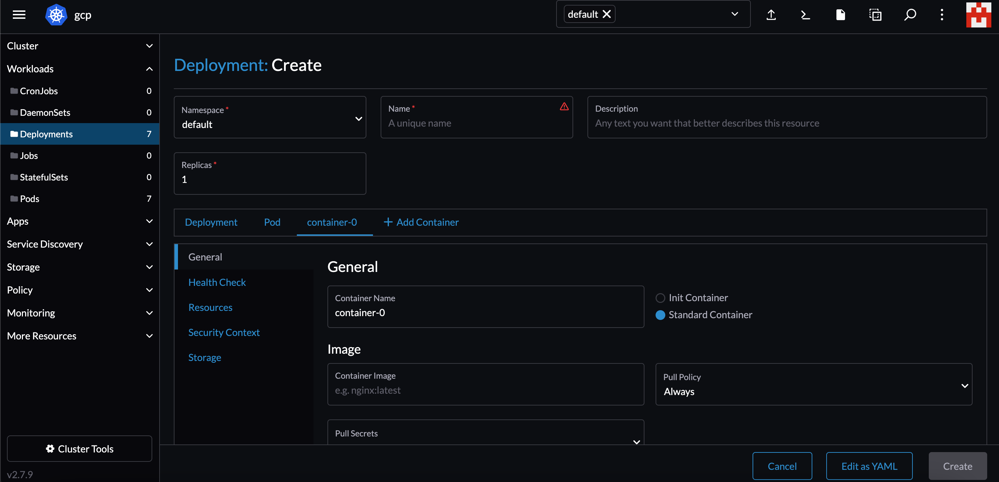 gcp
default
Cluster
Workloads
CronJobs 0
DaemonSets 0
Deployments 7
Jobs 0
StatefulSets 0
Pods 7
Apps
Service Discovery
Storage
Policy
Monitoring
More Resources
Cluster Tools
v2.7.9
Deployment: Create
Namespace *
default
Name *
A unique name
Description
Any text you want that better describes this resource
Replicas *
1
Deployment Pod container-0 + Add Container
General
Health Check
Resources
Security Context
Storage
General
Container Name
container-0
Init Container
Standard Container
Image
Container Image
e.g. nginx:latest
Pull Policy
Always
Pull Secrets
Cancel Edit as YAML Create